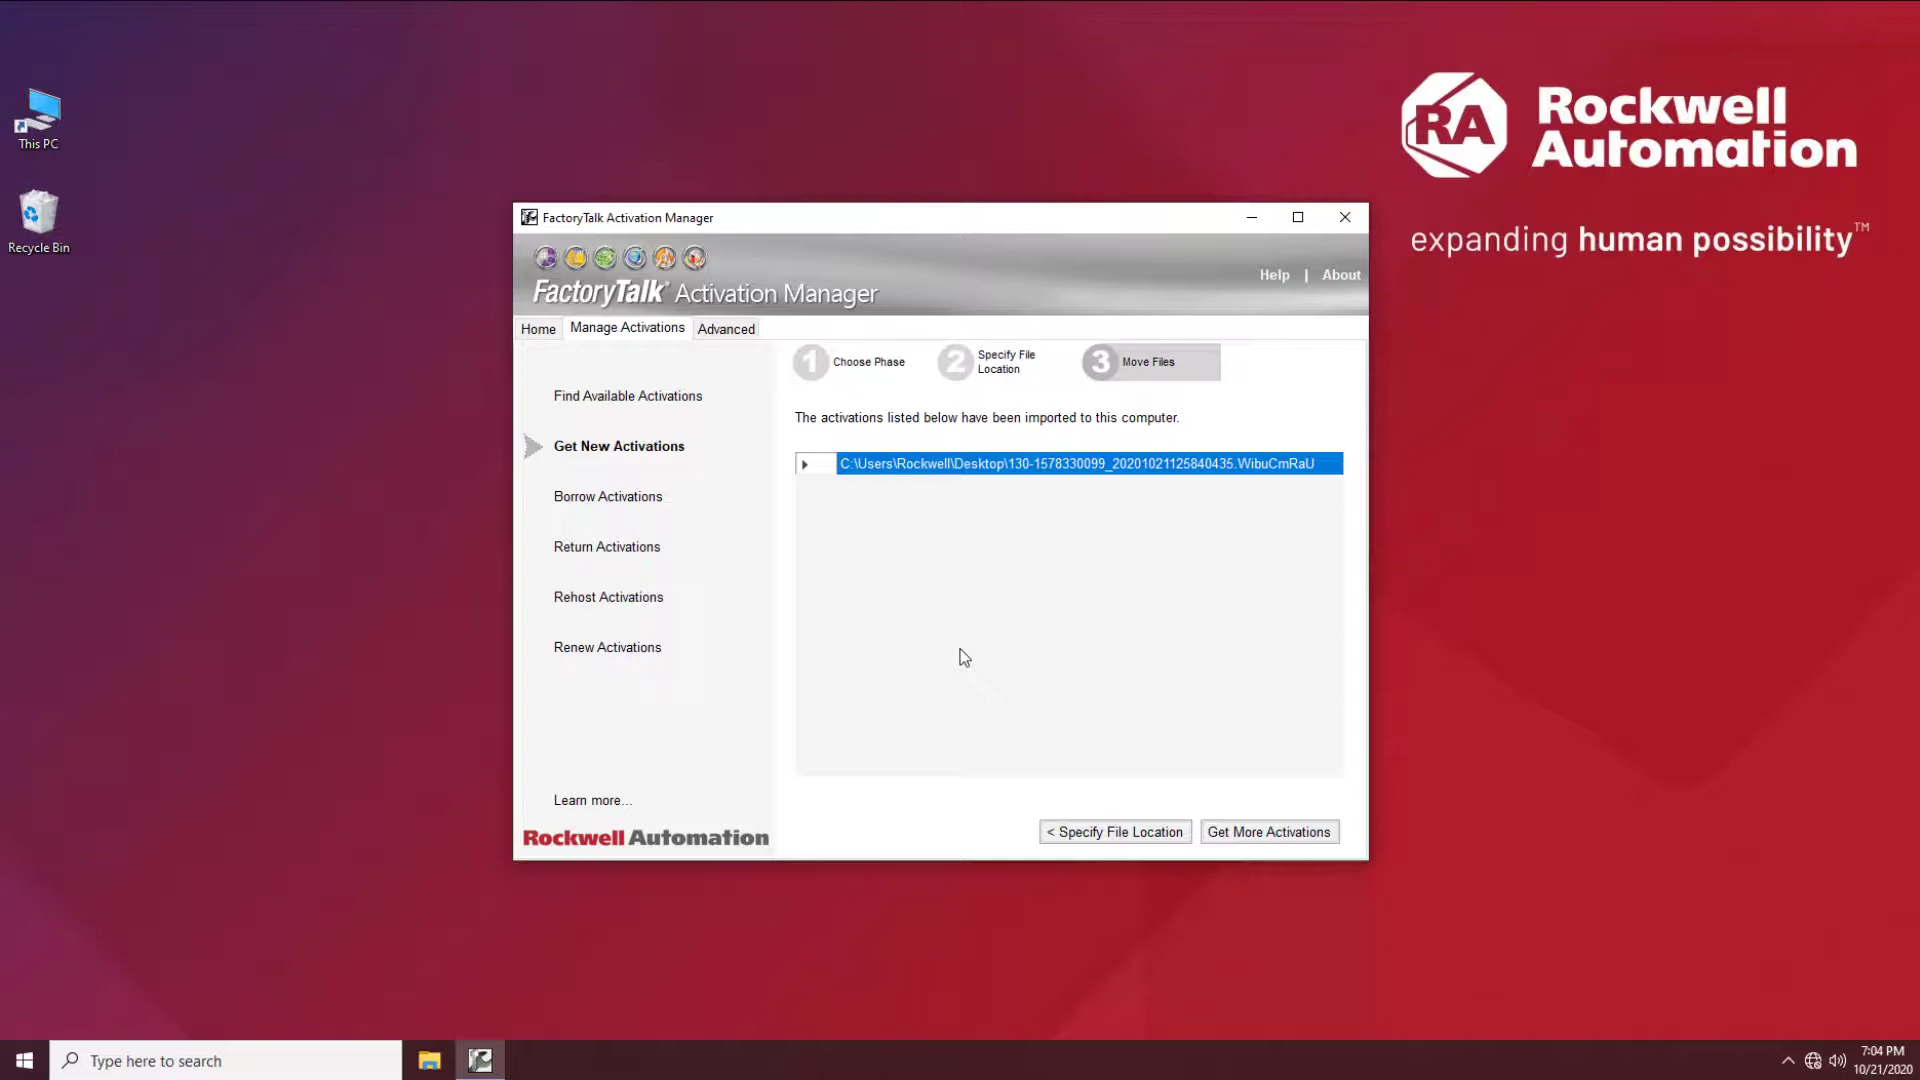 This PC
Recycle Bin
RA
Rockwell
Automation
expanding human possibility™
FactoryTalk Activation Manager
FactoryTalk® Activation Manager
Help | About
Home Manage Activations Advanced
Find Available Activations
Get New Activations
Borrow Activations
Return Activations
Rehost Activations
Renew Activations
Learn more...
Rockwell Automation
1 Choose Phase
2 Specify File
Location
3 Move Files
The activations listed below have been imported to this computer.
C:\Users\Rockwell\Desktop\130-1578330099_20201021125840435.WibuCmRaU
< Specify File Location
Get More Activations
Type here to search
7:04 PM
10/21/2020